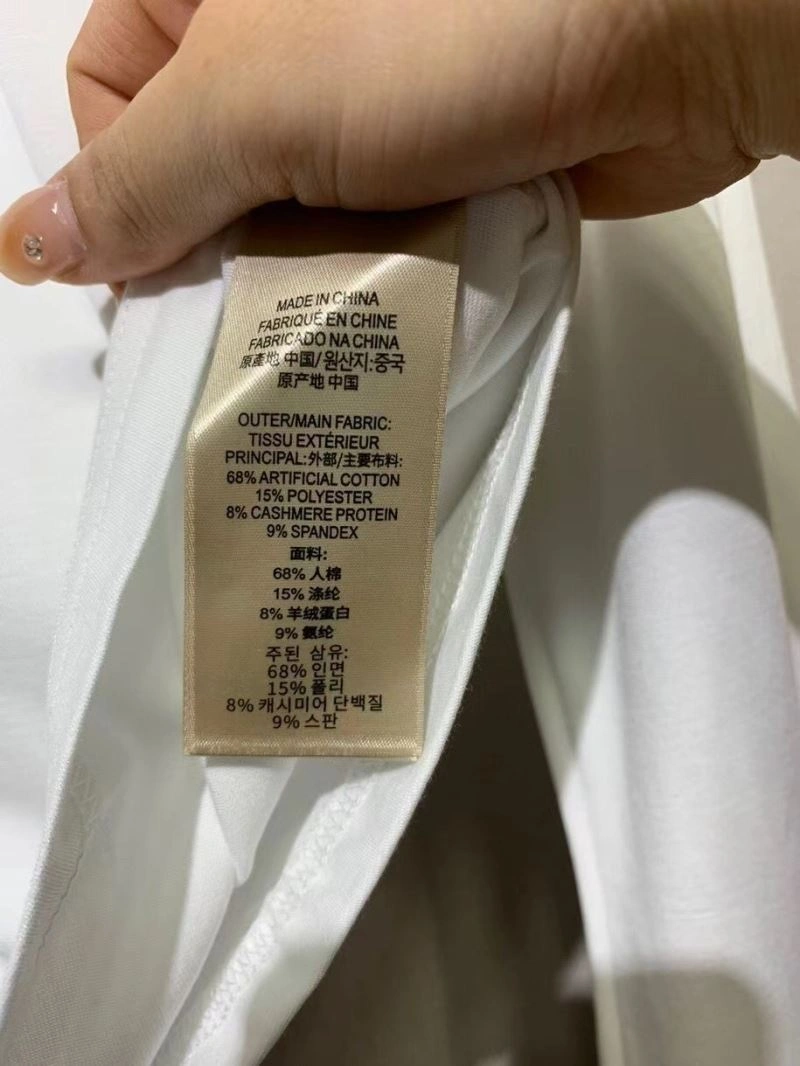 MADE IN CHINA
FABRIQUÉ EN CHINE
FABRICADO NA CHINA
原產地 中国/원산지:중국
原产地 中国
OUTER/MAIN FABRIC:
TISSU EXTÉRIEUR
PRINCIPAL:外部/主要布料:
68% ARTIFICIAL COTTON
15% POLYESTER
8% CASHMERE PROTEIN
9% SPANDEX
面料:
68% 人棉
15% 涤纶
8% 羊绒蛋白
9% 氨纶
주된 삼유:
68% 인면
15% 폴리
8% 캐시미어 단백질
9% 스판